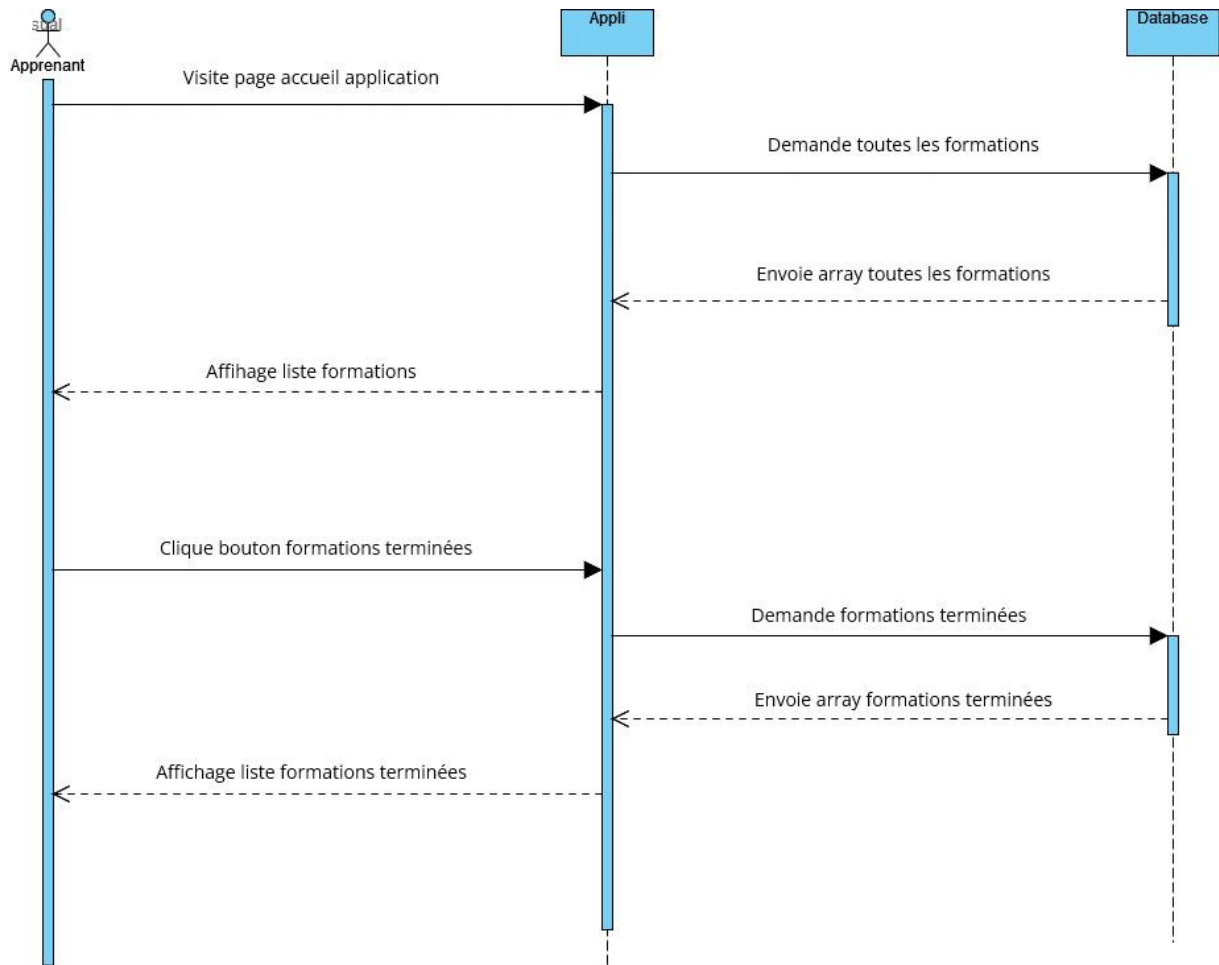 sual
Apprenant
Appli
Database
Visite page accueil application
Demande toutes les formations
Envoie array toutes les formations
Affihage liste formations
Clique bouton formations terminées
Demande formations terminées
Envoie array formations terminées
Affichage liste formations terminées